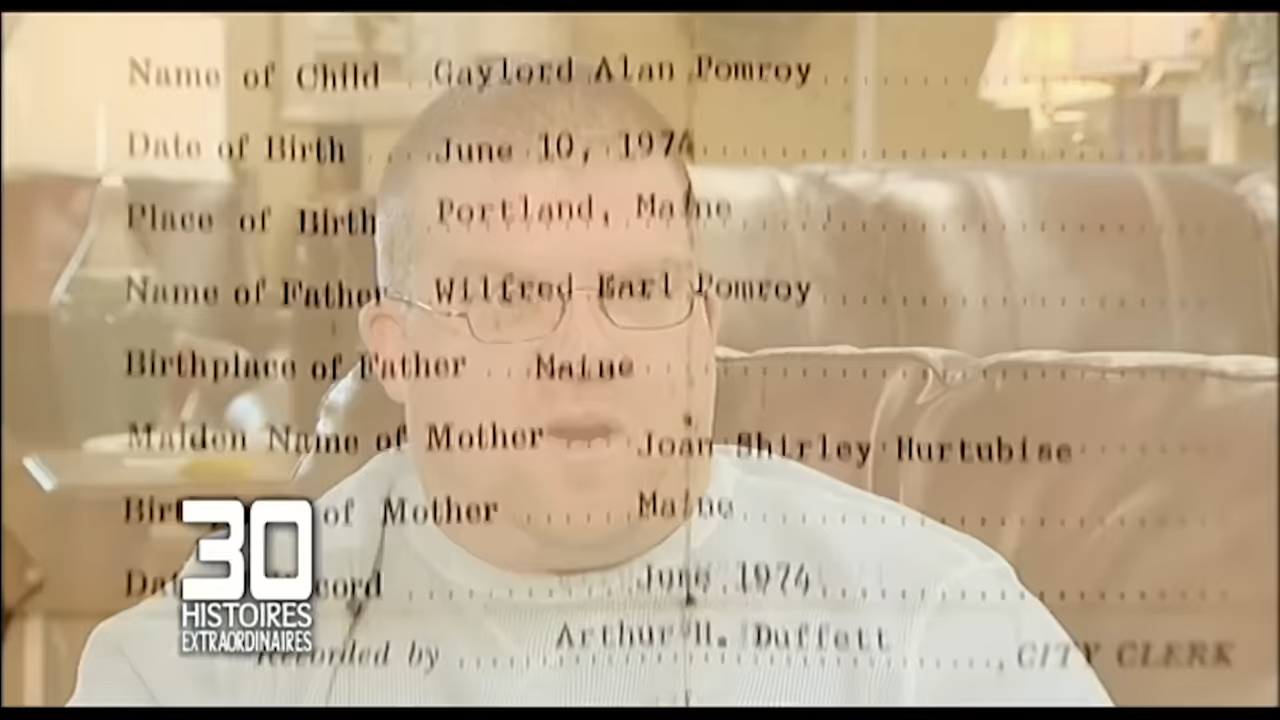 Name of Child .. Gaylord Alan Pomroy
Date of Birth .... June 10, 1974
Place of Birth Portland, Maine
Name of Father Wilfred Earl Pomroy
Birthplace of Father ... Maine
Maiden Name of Mother .... Joan Shirley Hurtubise
of Mother ...... Maine
June 1974
Recorded by .... Arthur H. Duffett ...., CITY CLERK
30
HISTOIRES
EXTRAORDINAIRES